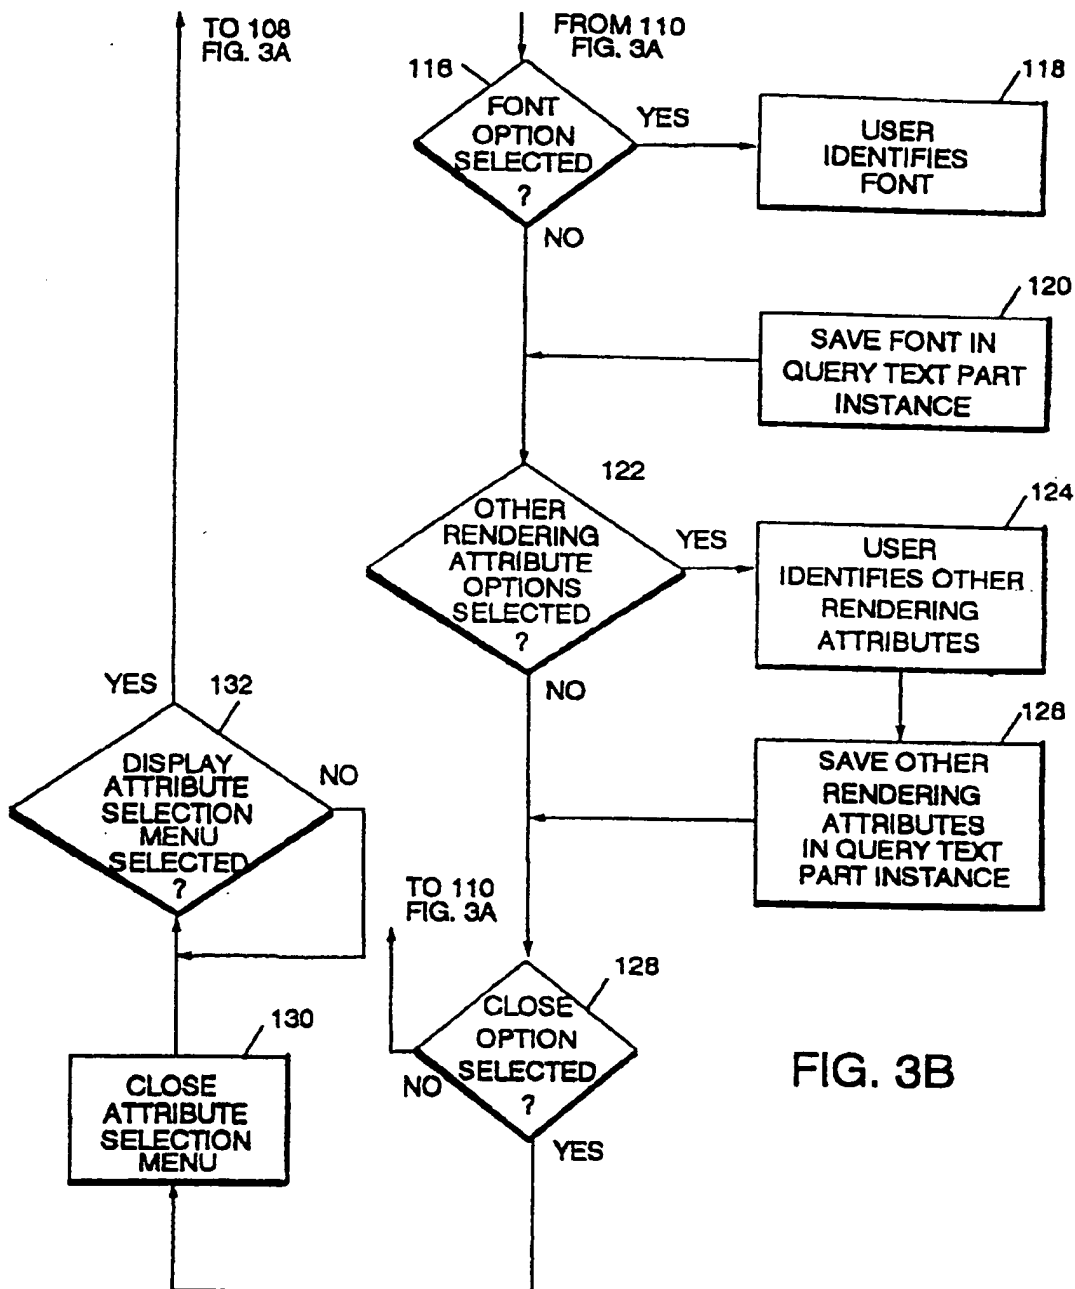 TO 108
FIG. 3A
FROM 110
FIG. 3A
116
FONT
OPTION
SELECTED
?
YES
NO
118
USER
IDENTIFIES
FONT
120
SAVE FONT IN
QUERY TEXT PART
INSTANCE
122
OTHER
RENDERING
ATTRIBUTE
OPTIONS
SELECTED
?
YES
NO
124
USER
IDENTIFIES OTHER
RENDERING
ATTRIBUTES
126
SAVE OTHER
RENDERING
ATTRIBUTES
IN QUERY TEXT
PART INSTANCE
YES
132
DISPLAY
ATTRIBUTE
SELECTION
MENU
SELECTED
?
NO
TO 110
FIG. 3A
128
CLOSE
OPTION
SELECTED
?
NO
YES
130
CLOSE
ATTRIBUTE
SELECTION
MENU
FIG. 3B